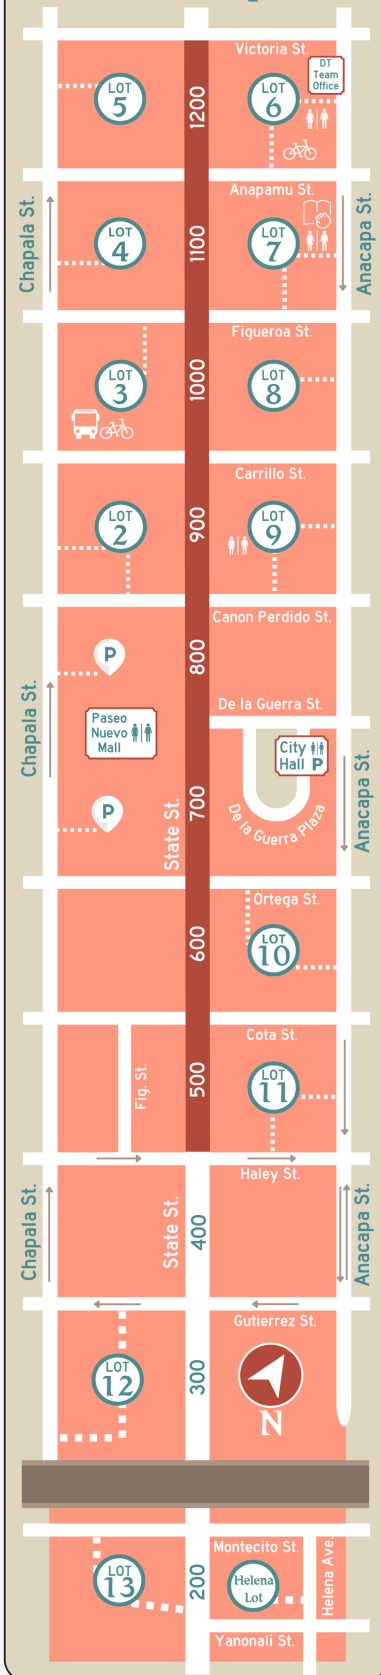 Victoria St.
DT
Team
Office
LOT
5
1200
LOT
6
Anapamu St.
Chapala St.
LOT
4
1100
LOT
7
Anacapa St.
Figueroa St.
LOT
3
1000
LOT
8
Carrillo St.
LOT
2
900
LOT
9
Canon Perdido St.
P
800
De la Guerra St.
Chapala St.
Paseo
Nuevo
Mall
City
Hall P
P
State St.
700
De la Guerra Plaza
Anacapa St.
Ortega St.
600
LOT
10
Cota St.
Fig. St.
500
LOT
11
Haley St.
Chapala St.
State St.
400
Anacapa St.
Gutierrez St.
LOT
12
300
N
Montecito St.
LOT
13
200
Helena
Lot
Helena Ave.
Yanonali St.